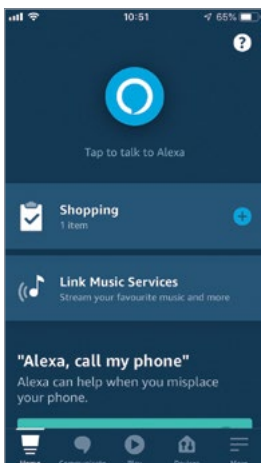 10:51
65%
?
Tap to talk to Alexa
Shopping
1 item
Link Music Services
Stream your favourite music and more
"Alexa, call my phone"
Alexa can help when you misplace
your phone.